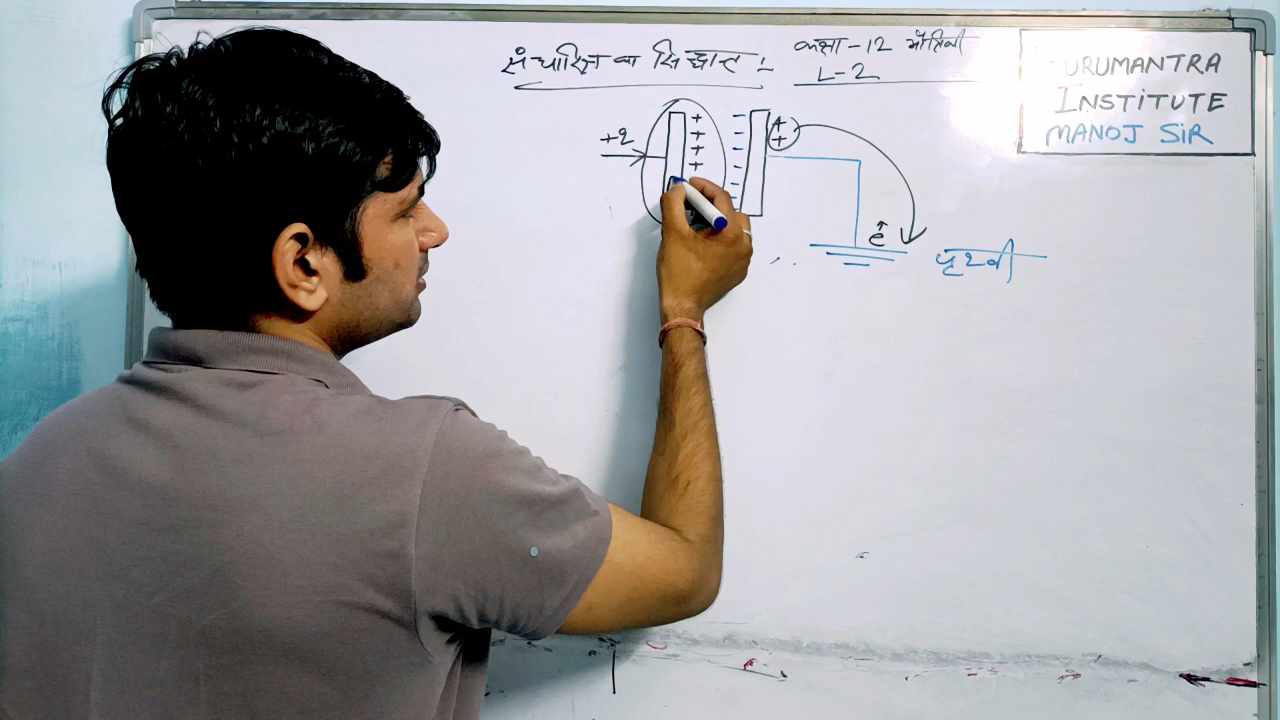 संधारित्र का सिद्धान्त :-
कक्षा - 12 भौतिकी
L-2
URUMANTRA
INSTITUTE
MANOJ SIR
+q
+
+
+
+
+
+
e
पृथ्वी